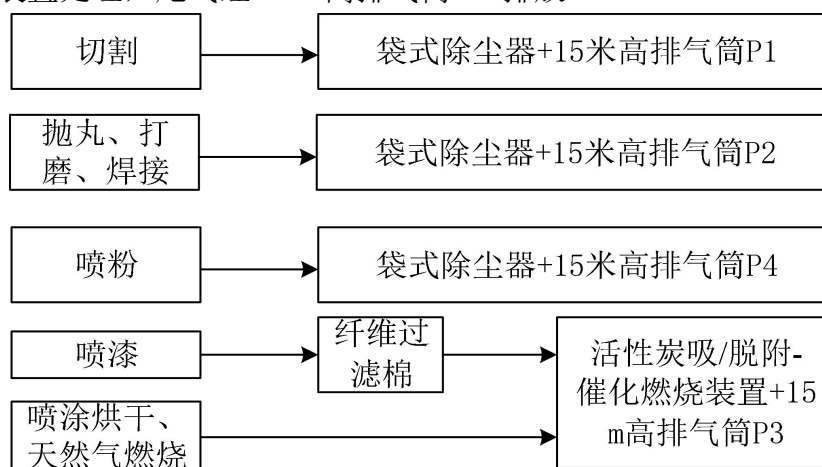 切割
袋式除尘器+15米高排气筒P1
抛丸、打
磨、焊接
袋式除尘器+15米高排气筒P2
喷粉
袋式除尘器+15米高排气筒P4
喷漆
纤维过
滤棉
活性炭吸/脱附-
催化燃烧装置+15
m高排气筒P3
喷涂烘干、
天然气燃烧